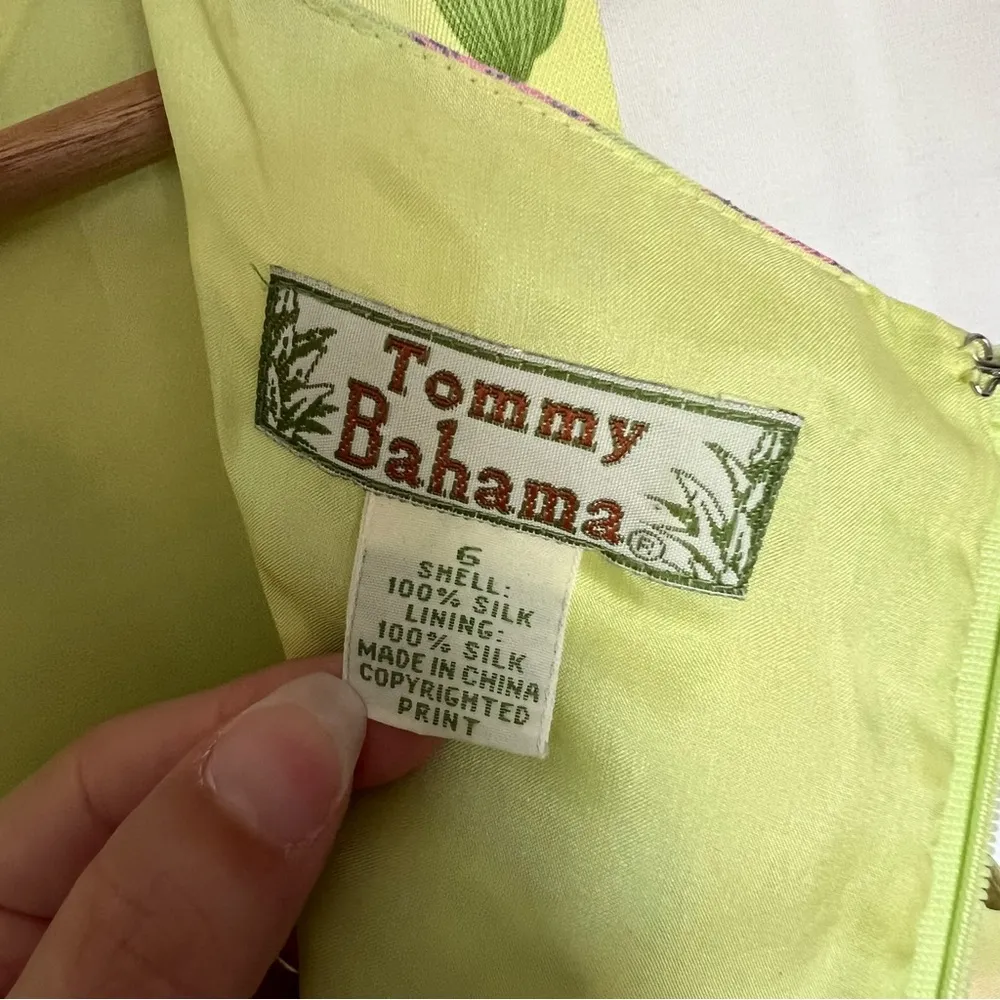 Tommy
Bahama®
6
SHELL:
100% SILK
LINING:
100% SILK
MADE IN CHINA
COPYRIGHTED
PRINT